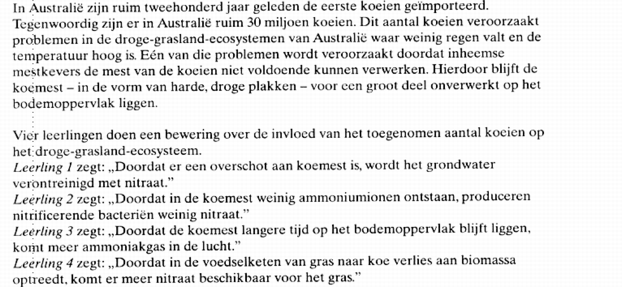 In Australië zijn ruim tweehonderd jaar geleden de eerste koeien geïmporteerd.
Tegenwoordig zijn er in Australië ruim 30 miljoen koeien. Dit aantal koeien veroorzaakt
problemen in de droge-grasland-ecosystemen van Australië waar weinig regen valt en de
temperatuur hoog is. Eén van die problemen wordt veroorzaakt doordat inheemse
mestkevers de mest van de koeien niet voldoende kunnen verwerken. Hierdoor blijft de
koemest – in de vorm van harde, droge plakken – voor een groot deel onverwerkt op het
bodemoppervlak liggen.

Vier leerlingen doen een bewering over de invloed van het toegenomen aantal koeien op
het droge-grasland-ecosysteem.
Leerling 1 zegt: „Doordat er een overschot aan koemest is, wordt het grondwater
verontreinigd met nitraat.”
Leerling 2 zegt: „Doordat in de koemest weinig ammoniumionen ontstaan, produceren
nitrificerende bacteriën weinig nitraat.”
Leerling 3 zegt: „Doordat de koemest langere tijd op het bodemoppervlak blijft liggen,
komt meer ammoniakgas in de lucht.”
Leerling 4 zegt: „Doordat in de voedselketen van gras naar koe verlies aan biomassa
optreedt, komt er meer nitraat beschikbaar voor het gras.”